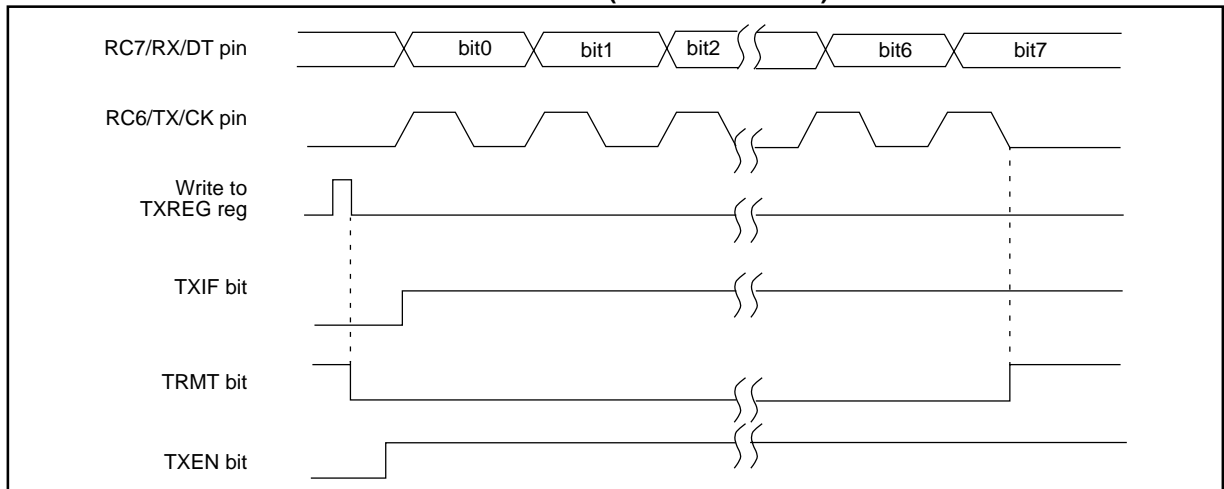 RC7/RX/DT pin
bit0 bit1 bit2 bit6 bit7
RC6/TX/CK pin
Write to
TXREG reg
TXIF bit
TRMT bit
TXEN bit